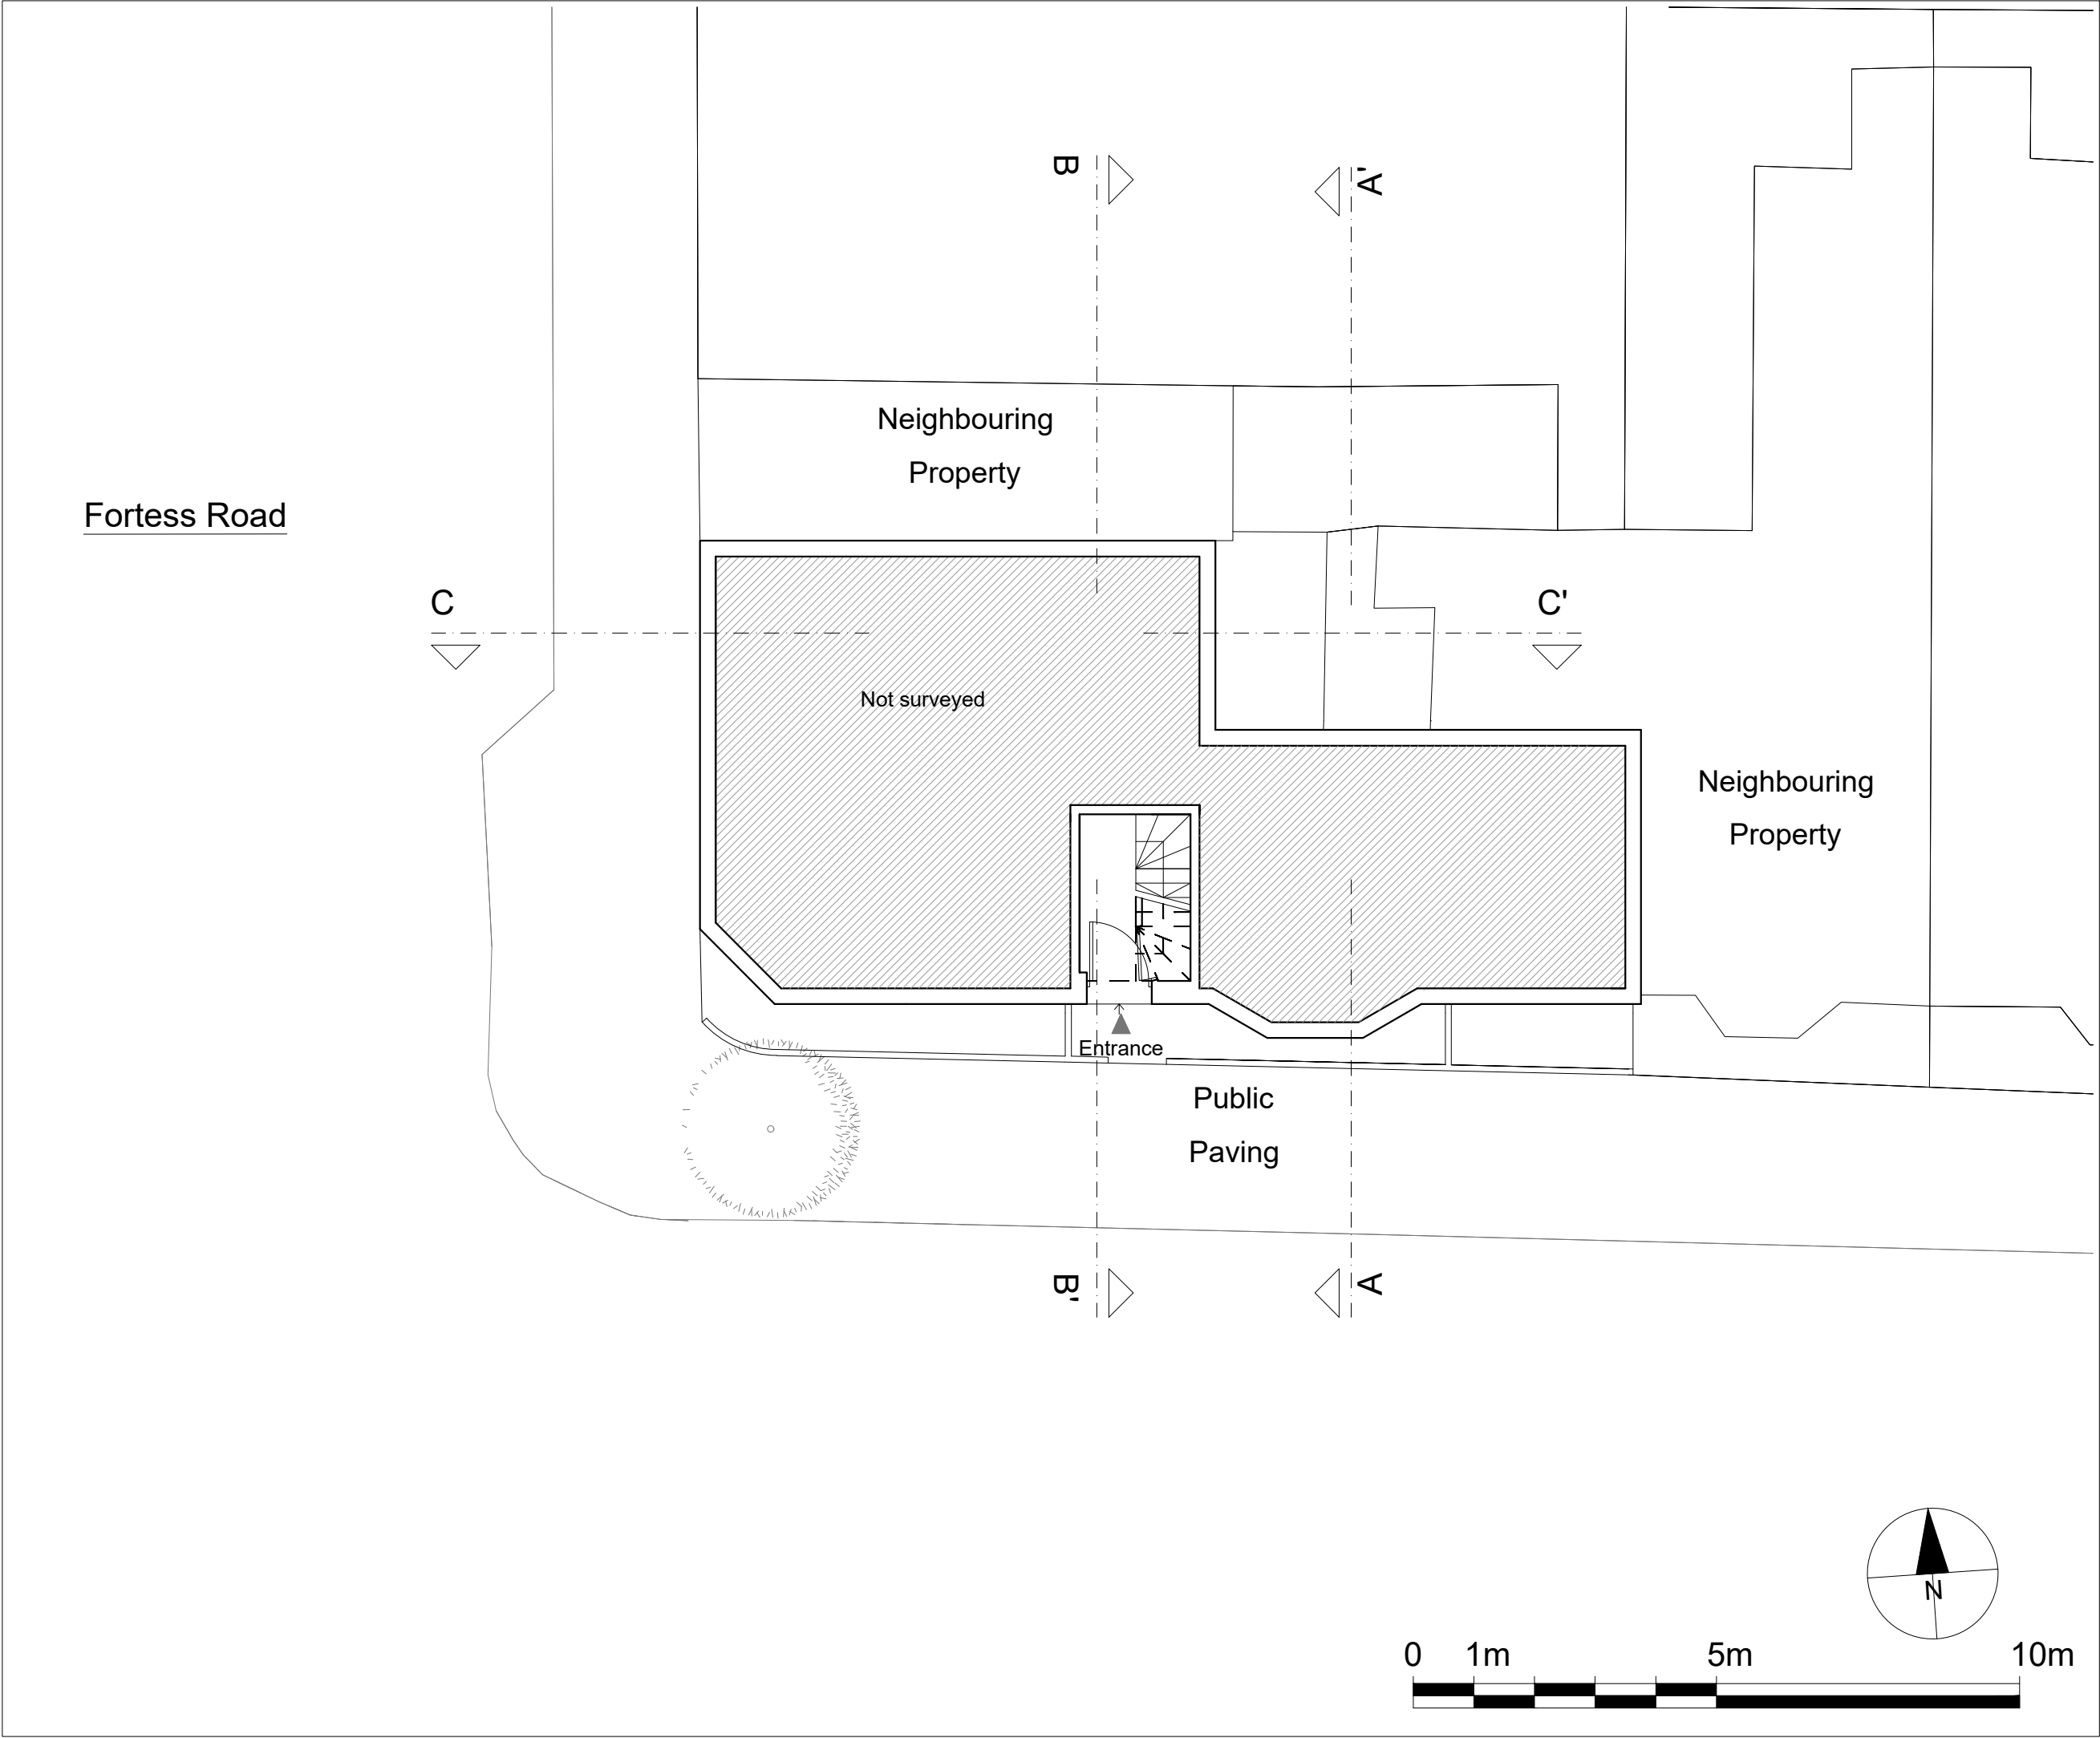 B
A'
Neighbouring
Property
Fortess Road
C
C'
Not surveyed
Neighbouring
Property
Entrance
Public
Paving
B'
A
N
0 1m 5m 10m